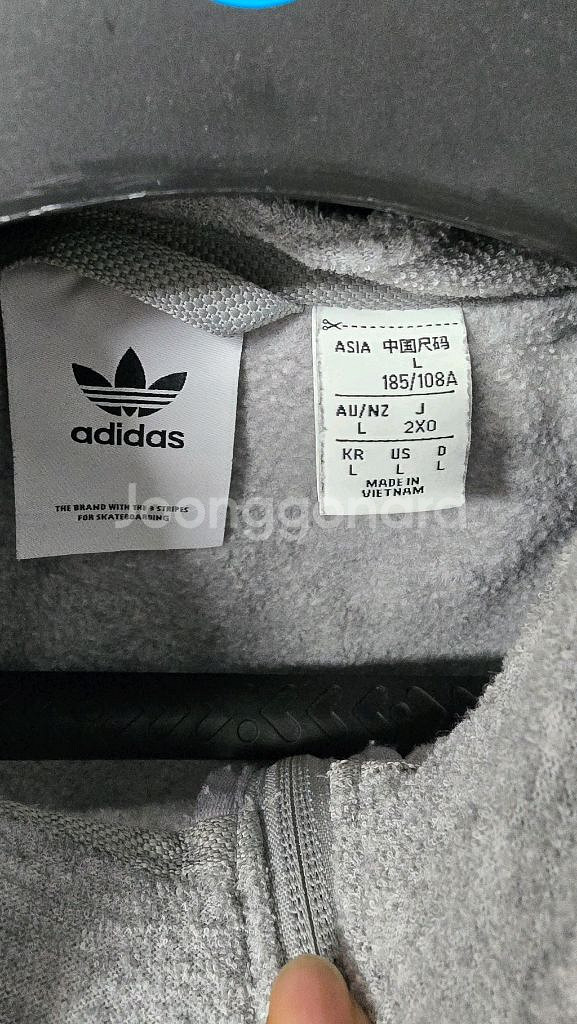 adidas
THE BRAND WITH THE 3 STRIPES
FOR SKATEBOARDING
ASIA 中国尺码
L
185/108A
AU/NZ J
L 2XO
KR US D
L L L
MADE IN
VIETNAM
Joonggonara